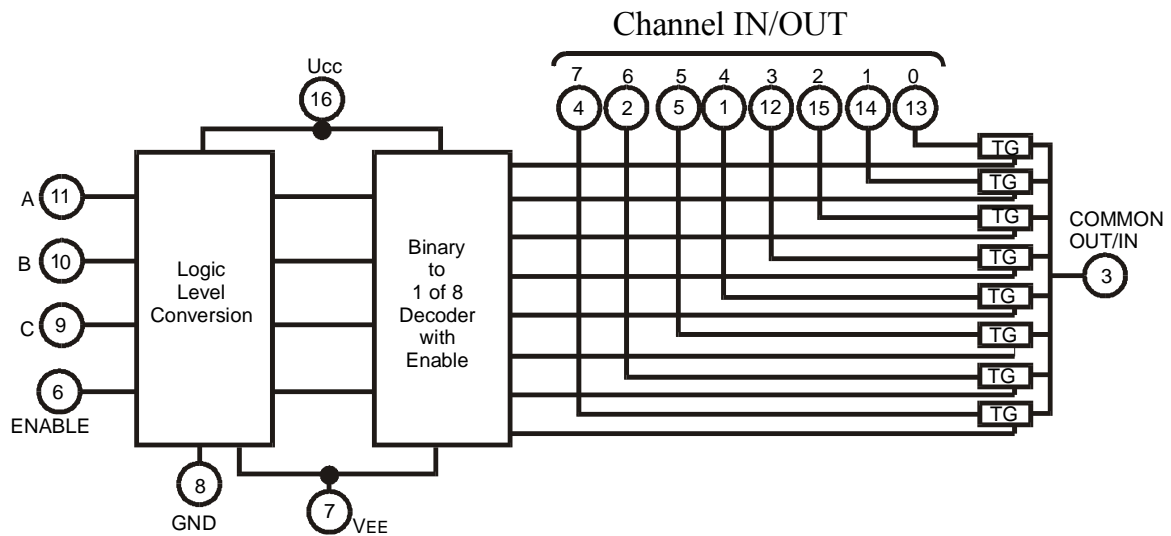 Channel IN/OUT
7 6 5 4 3 2 1 0
4 2 5 1 12 15 14 13
Ucc
16
A 11
B 10
C 9
6
ENABLE
Logic
Level
Conversion
Binary
to
1 of 8
Decoder
with
Enable
TG
TG
TG
TG
TG
TG
TG
TG
COMMON
OUT/IN
3
8
GND
7 VEE